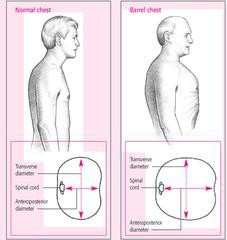 Normal chest
Transverse
diameter
Spinal cord
Anteroposterior
diameter
Barrel chest
Transverse
diameter
Spinal
cord
Anteroposterior
diameter